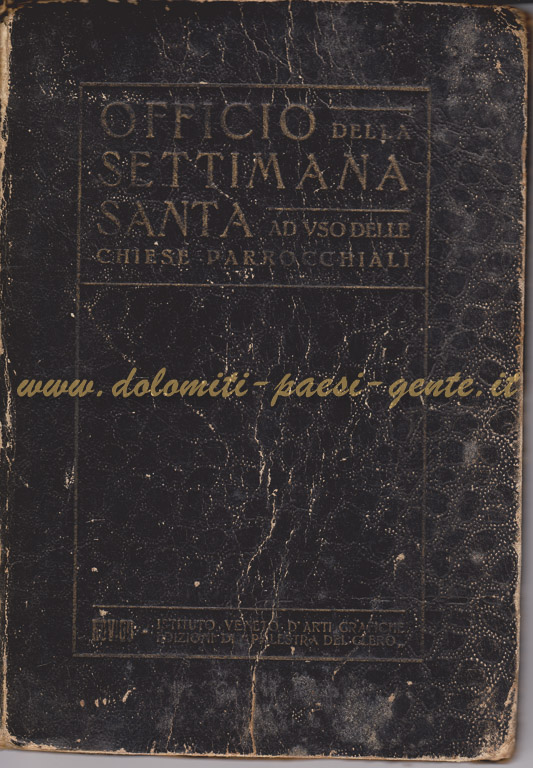 OFFICIO DELLA
SETTIMANA
SANTA AD VSO DELLE
CHIESE PARROCCHIALI
www.dolomiti-paesi-gente.it
ISTITUTO VENETO D'ARTI GRAFICHE
EDIZIONI DI "PALESTRA DEL CLERO"